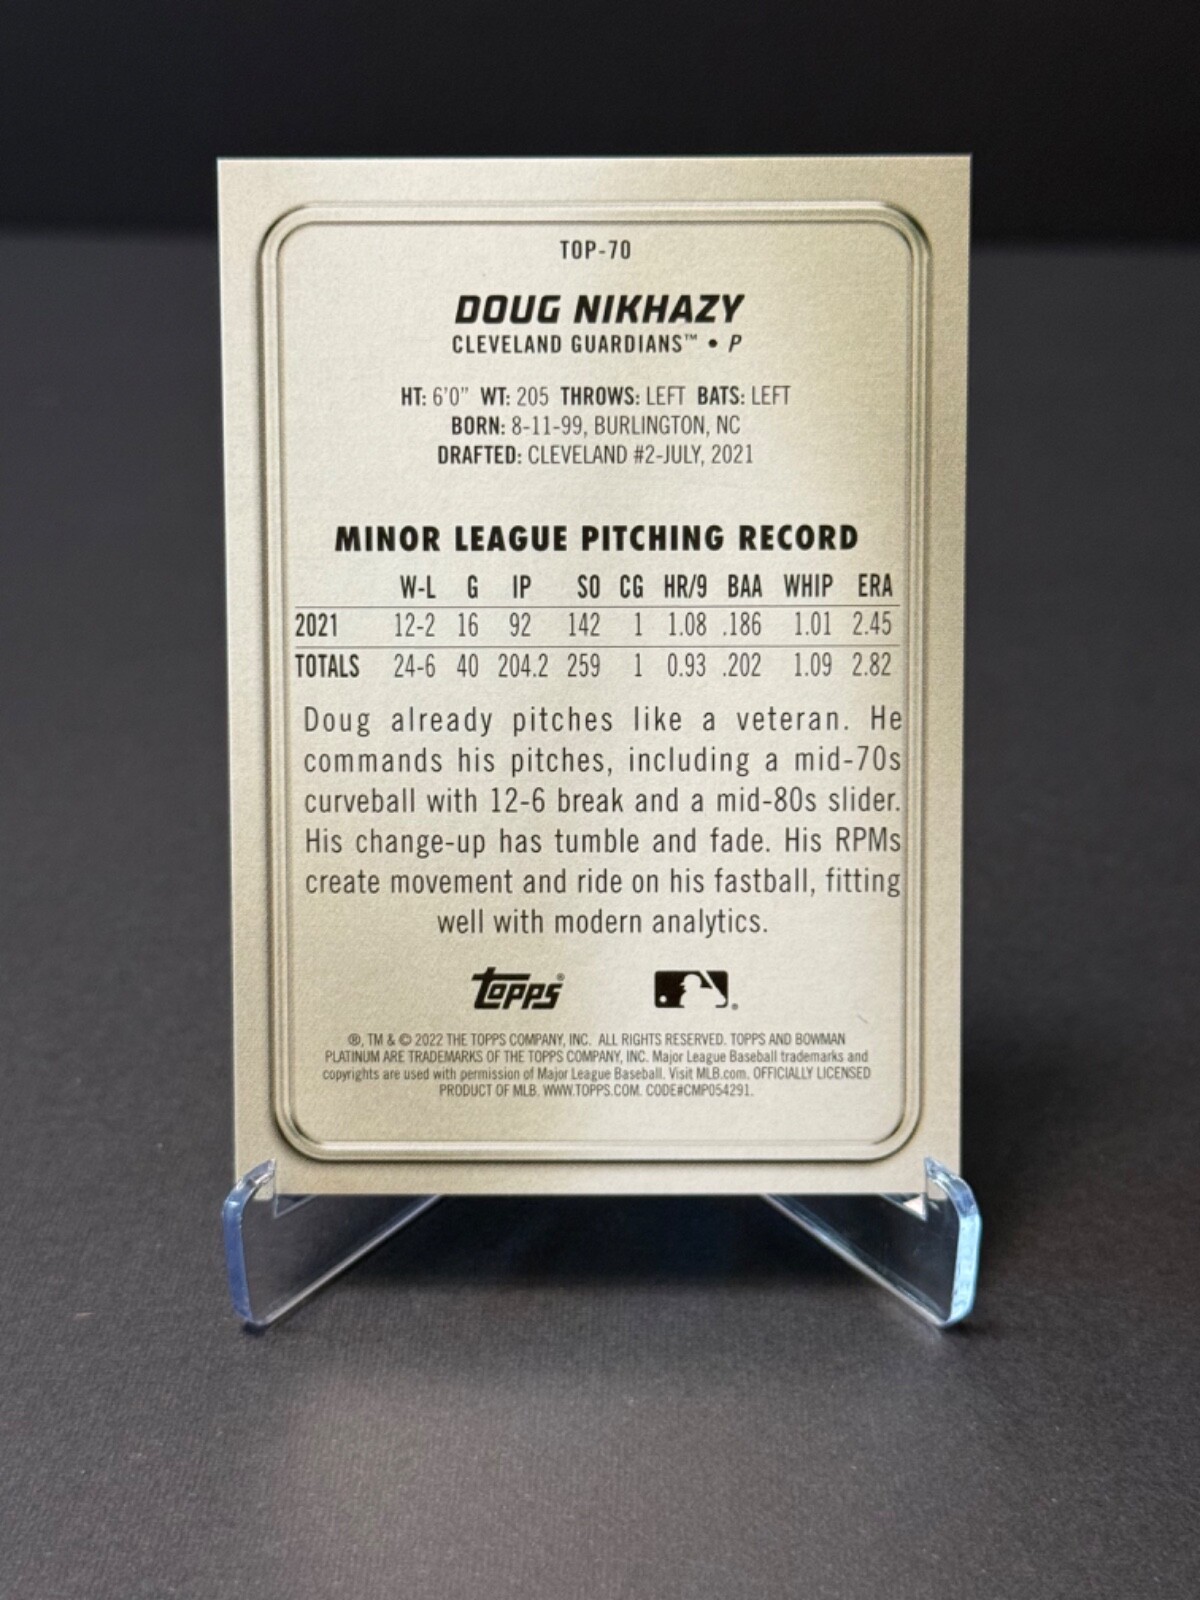 TOP-70
DOUG NIKHAZY
CLEVELAND GUARDIANS™ • P
HT: 6'0" WT: 205 THROWS: LEFT BATS: LEFT
BORN: 8-11-99, BURLINGTON, NC
DRAFTED: CLEVELAND #2-JULY, 2021
MINOR LEAGUE PITCHING RECORD
W-L G IP SO CG HR/9 BAA WHIP ERA
2021 12-2 16 92 142 1 1.08 .186 1.01 2.45
TOTALS 24-6 40 204.2 259 1 0.93 .202 1.09 2.82
Doug already pitches like a veteran. He
commands his pitches, including a mid-70s
curveball with 12-6 break and a mid-80s slider.
His change-up has tumble and fade. His RPMs
create movement and ride on his fastball, fitting
well with modern analytics.
topps®
®, TM & © 2022 THE TOPPS COMPANY, INC. ALL RIGHTS RESERVED. TOPPS AND BOWMAN
PLATINUM ARE TRADEMARKS OF THE TOPPS COMPANY, INC. Major League Baseball trademarks and
copyrights are used with permission of Major League Baseball. Visit MLB.com. OFFICIALLY LICENSED
PRODUCT OF MLB. WWW.TOPPS.COM. CODE#CMP054291.